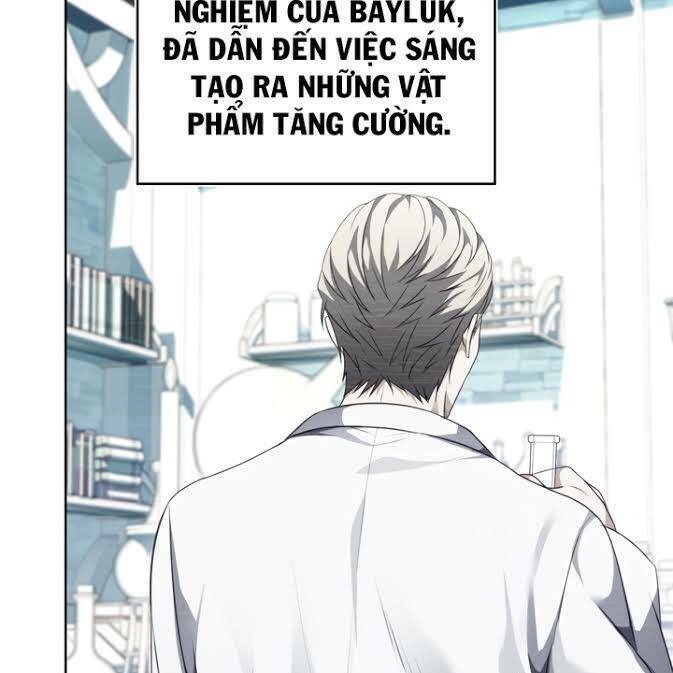 NGHIỆM CỦA BAYLUK,
ĐÃ DẪN ĐẾN VIỆC SÁNG
TẠO RA NHỮNG VẬT
PHẨM TĂNG CƯỜNG.